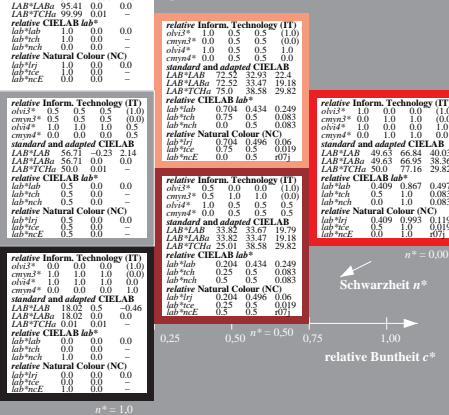 LAB*LABa 95.41 0.0 0.0
LAB*TCHa 99.99 0.01 –
relative CIELAB lab*
lab*lab 1.0 0.0 0.0
lab*tch 1.0 0.0 –
lab*nch 0.0 0.0 –
relative Natural Colour (NC)
lab*lrj 1.0 0.0 0.0
lab*tce 1.0 0.0 –
lab*ncE 0.0 0.0 –
relative Inform. Technology (IT)
olvi3* 1.0 0.5 0.5 (1.0)
cmyn3* 0.0 0.5 0.5 (0.0)
olvi4* 1.0 0.5 0.5 1.0
cmyn4* 0.0 0.5 0.5 0.0
standard and adapted CIELAB
LAB*LAB 72.52 32.93 22.4
LAB*LABa 72.52 33.47 19.18
LAB*TCHa 75.0 38.58 29.82
relative CIELAB lab*
lab*lab 0.704 0.434 0.249
lab*tch 0.75 0.5 0.083
lab*nch 0.0 0.5 0.083
relative Natural Colour (NC)
lab*lrj 0.704 0.496 0.06
lab*tce 0.75 0.5 0.019
lab*ncE 0.0 0.5 r07j
relative Inform. Technology (IT)
olvi3* 0.5 0.5 0.5 (1.0)
cmyn3* 0.5 0.5 0.5 (0.0)
olvi4* 1.0 1.0 1.0 0.5
cmyn4* 0.0 0.0 0.0 0.5
standard and adapted CIELAB
LAB*LAB 56.71 –0.23 2.14
LAB*LABa 56.71 0.0 0.0
LAB*TCHa 50.0 0.01 –
relative CIELAB lab*
lab*lab 0.5 0.0 0.0
lab*tch 0.5 0.0 –
lab*nch 0.5 0.0 –
relative Natural Colour (NC)
lab*lrj 0.5 0.0 0.0
lab*tce 0.5 0.0 –
lab*ncE 0.5 0.0 –
relative Inform. Technology (IT)
olvi3* 1.0 0.0 0.0 (1.0
cmyn3* 0.0 1.0 1.0 (0.0
olvi4* 1.0 0.0 0.0 1.0
cmyn4* 0.0 1.0 1.0 0.0
standard and adapted CIELAB
LAB*LAB 49.63 66.84 40.03
LAB*LABa 49.63 66.95 38.36
LAB*TCHa 50.0 77.16 29.82
relative CIELAB lab*
lab*lab 0.409 0.868 0.497
lab*tch 0.5 1.0 0.083
lab*nch 0.0 1.0 0.083
relative Natural Colour (NC)
lab*lrj 0.409 0.993 0.119
lab*tce 0.5 1.0 0.019
lab*ncE 0.0 1.0 r07j
relative Inform. Technology (IT)
olvi3* 0.5 0.0 0.0 (1.0)
cmyn3* 0.5 1.0 1.0 (0.0)
olvi4* 1.0 0.5 0.5 0.5
cmyn4* 0.0 0.5 0.5 0.5
standard and adapted CIELAB
LAB*LAB 33.82 33.67 19.79
LAB*LABa 33.82 33.47 19.18
LAB*TCHa 25.01 38.58 29.82
relative CIELAB lab*
lab*lab 0.204 0.434 0.249
lab*tch 0.25 0.5 0.083
lab*nch 0.5 0.5 0.083
relative Natural Colour (NC)
lab*lrj 0.204 0.496 0.06
lab*tce 0.25 0.5 0.019
lab*ncE 0.5 0.5 r07j
relative Inform. Technology (IT)
olvi3* 0.0 0.0 0.0 (1.0)
cmyn3* 1.0 1.0 1.0 (0.0)
olvi4* 1.0 1.0 1.0 0.0
cmyn4* 0.0 0.0 0.0 1.0
standard and adapted CIELAB
LAB*LAB 18.02 0.5 –0.46
LAB*LABa 18.02 0.0 0.0
LAB*TCHa 0.01 0.01 –
relative CIELAB lab*
lab*lab 0.0 0.0 0.0
lab*tch 0.0 0.0 –
lab*nch 1.0 0.0 –
relative Natural Colour (NC)
lab*lrj 0.0 0.0 0.0
lab*tce 0.0 0.0 –
lab*ncE 1.0 0.0 –
n* = 0,00
Schwarzheit n*
n* = 0,50
0,25 0,50 0,75 1,00
relative Buntheit c*
n* = 1,0